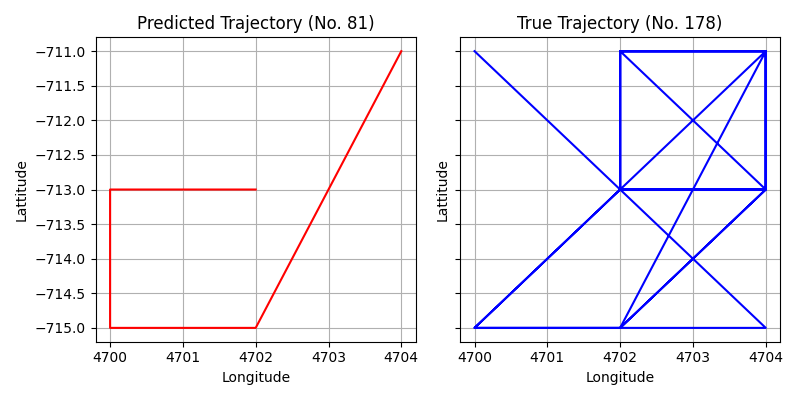 Predicted Trajectory (No. 81)
True Trajectory (No. 178)
−711.0
−711.5
−712.0
−712.5
−713.0
−713.5
−714.0
−714.5
−715.0
Lattitude
Lattitude
4700 4701 4702 4703 4704
4700 4701 4702 4703 4704
Longitude
Longitude